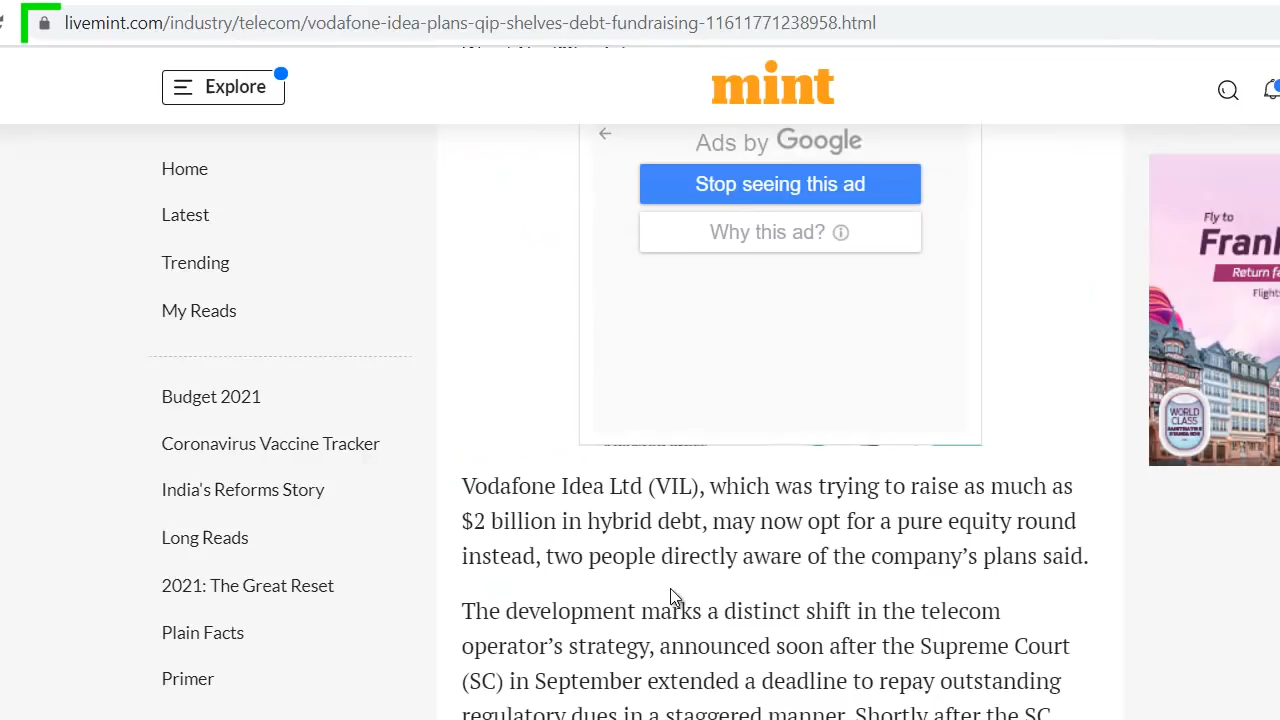 livemint.com/industry/telecom/vodafone-idea-plans-qip-shelves-debt-fundraising-11611771238958.html
Explore
mint
Home
Latest
Trending
My Reads
Budget 2021
Coronavirus Vaccine Tracker
India's Reforms Story
Long Reads
2021: The Great Reset
Plain Facts
Primer
Ads by Google
Stop seeing this ad
Why this ad?
Vodafone Idea Ltd (VIL), which was trying to raise as much as
$2 billion in hybrid debt, may now opt for a pure equity round
instead, two people directly aware of the company’s plans said.
The development marks a distinct shift in the telecom
operator’s strategy, announced soon after the Supreme Court
(SC) in September extended a deadline to repay outstanding
regulatory dues in a staggered manner. Shortly after the SC
Fly to
Frank
Return fa
Flight
WORLD
CLASS